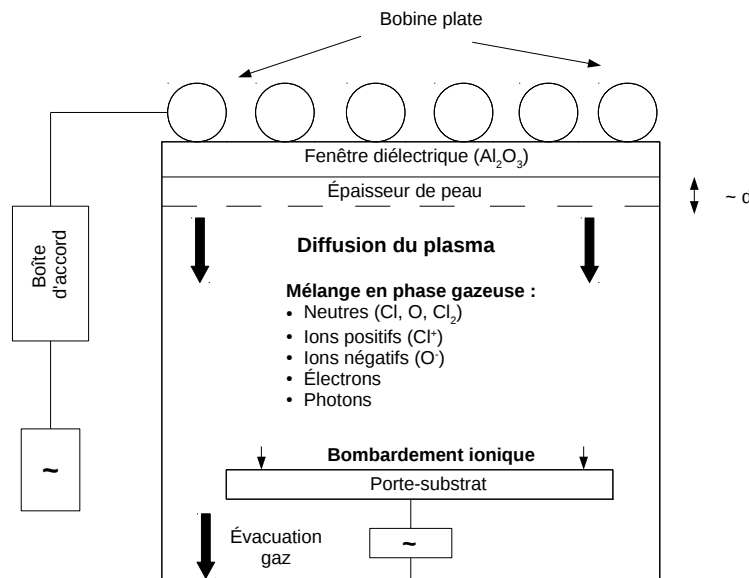 Bobine plate
Fenêtre diélectrique (Al₂O₃)
Épaisseur de peau
~ d
Boîte
d'accord
Diffusion du plasma
Mélange en phase gazeuse :
• Neutres (Cl, O, Cl₂)
• Ions positifs (Cl⁺)
• Ions négatifs (O⁻)
• Électrons
• Photons
~
Bombardement ionique
Porte-substrat
Évacuation
gaz
~